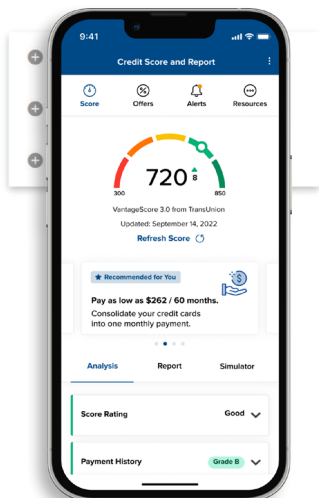 9:41
Credit Score and Report
Score
Offers
Alerts
Resources
720 8
300
850
VantageScore 3.0 from TransUnion
Updated: September 14, 2022
Refresh Score
Recommended for You
Pay as low as $262 / 60 months.
Consolidate your credit cards
into one monthly payment.
Analysis
Report
Simulator
Score Rating
Good
Payment History
Grade B